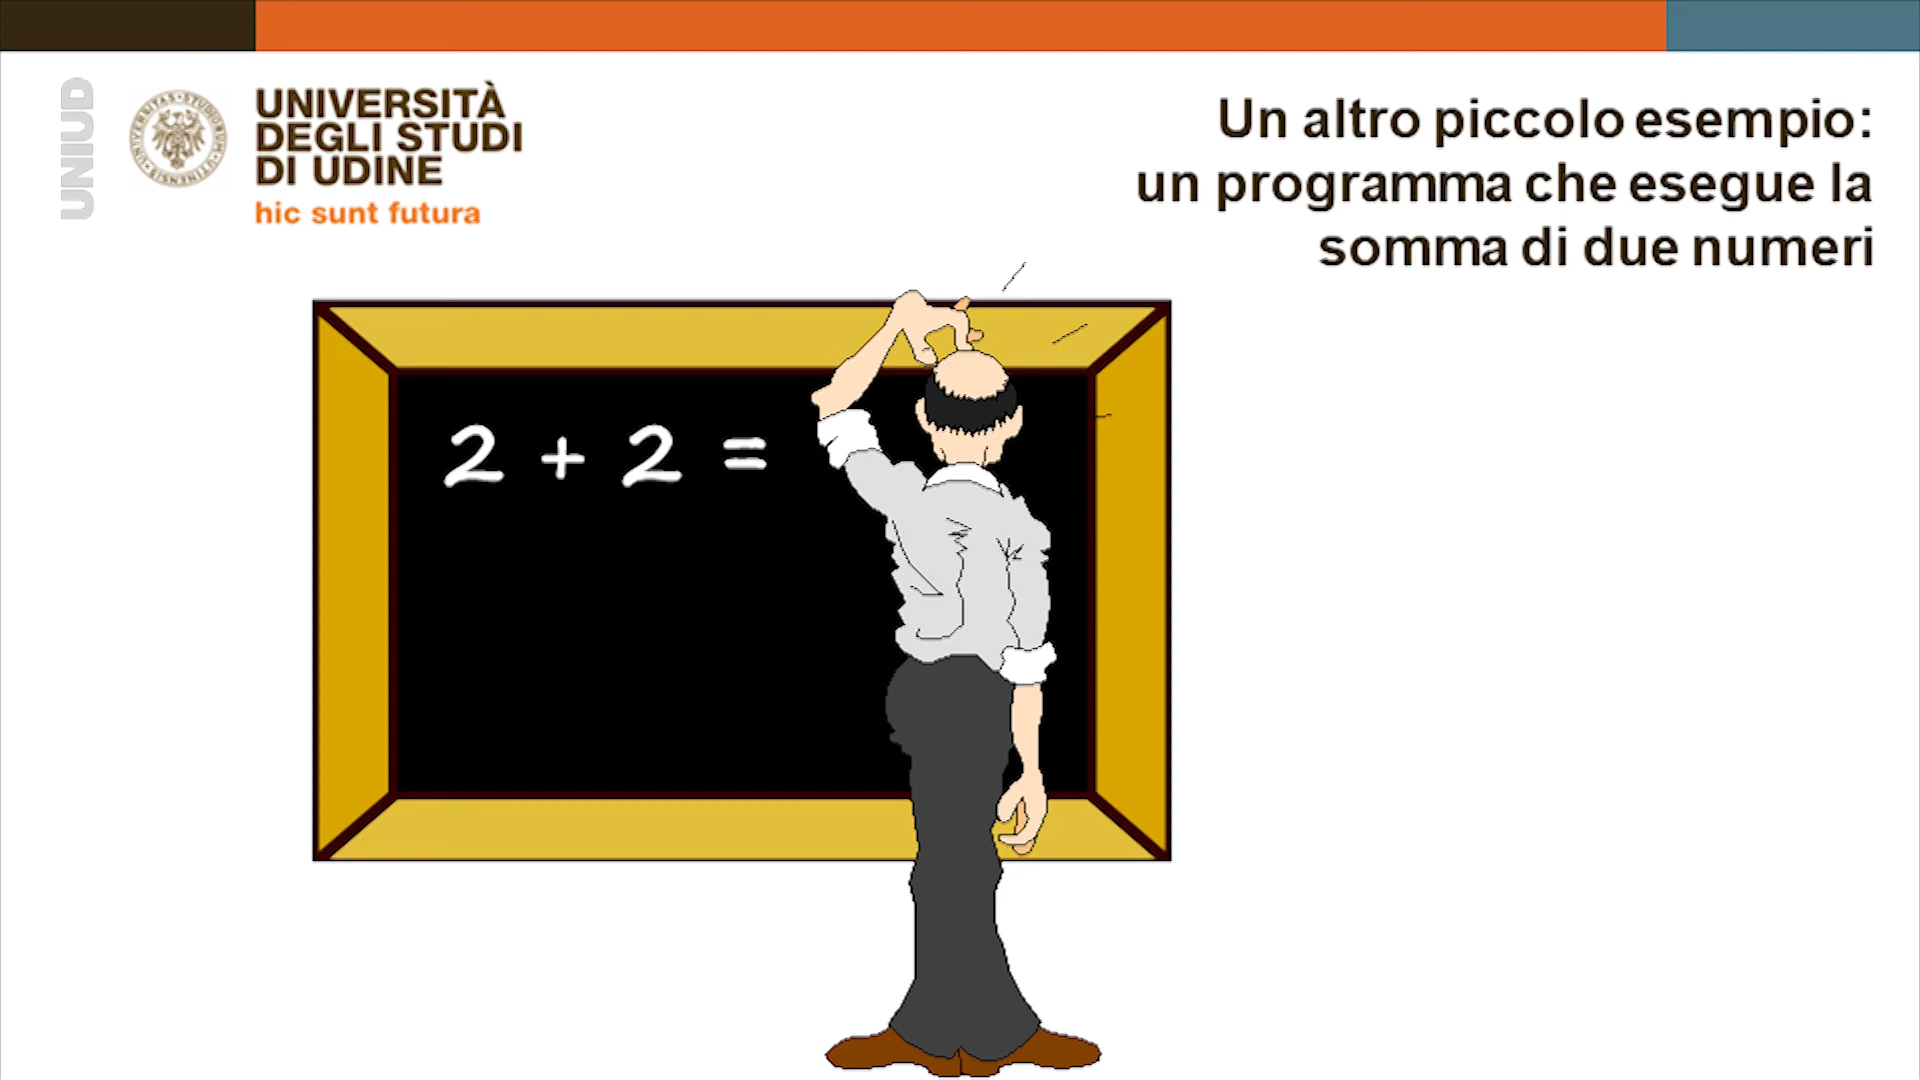 UNIUD
UNIVERSITÀ
DEGLI STUDI
DI UDINE
hic sunt futura
Un altro piccolo esempio:
un programma che esegue la
somma di due numeri
2 + 2 =